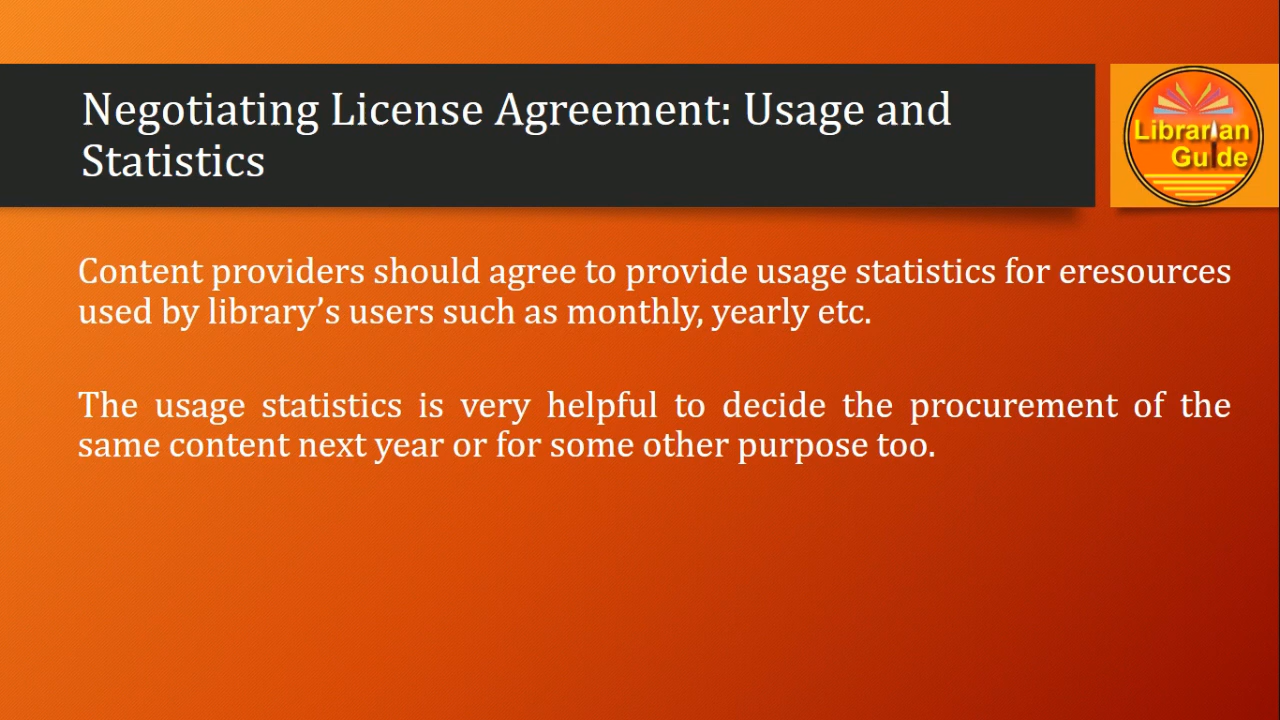 Negotiating License Agreement: Usage and
Statistics
Librarian
Guide
Content providers should agree to provide usage statistics for eresources
used by library’s users such as monthly, yearly etc.
The usage statistics is very helpful to decide the procurement of the
same content next year or for some other purpose too.